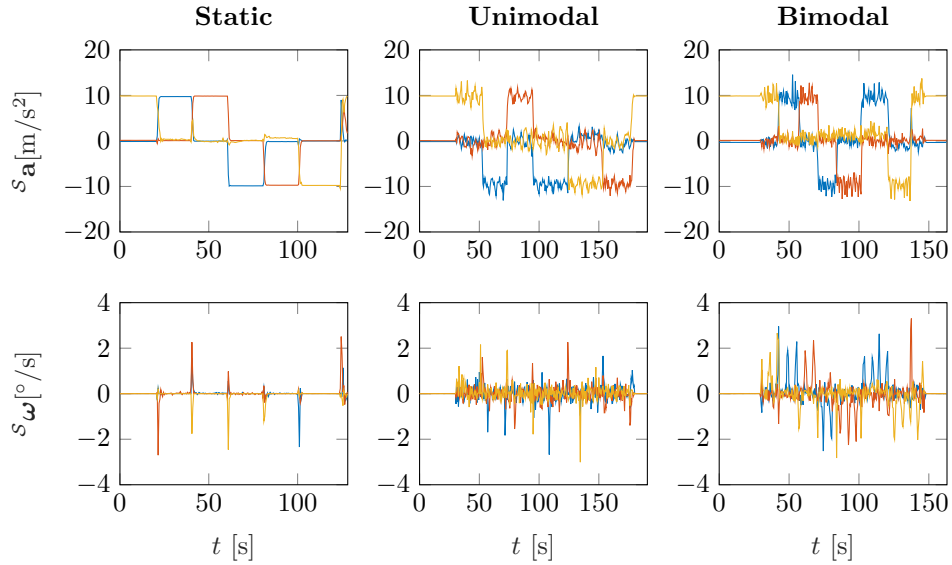 Static Unimodal Bimodal
20 20 20
10 10 10
0 0 0
−10 −10 −10
−20 −20 −20
𝒮a[m/s²]
0 50 100 0 50 100 150 0 50 100 150
4 4 4
2 2 2
0 0 0
−2 −2 −2
−4 −4 −4
𝒮ω[°/s]
0 50 100 0 50 100 150 0 50 100 150
t [s] t [s] t [s]